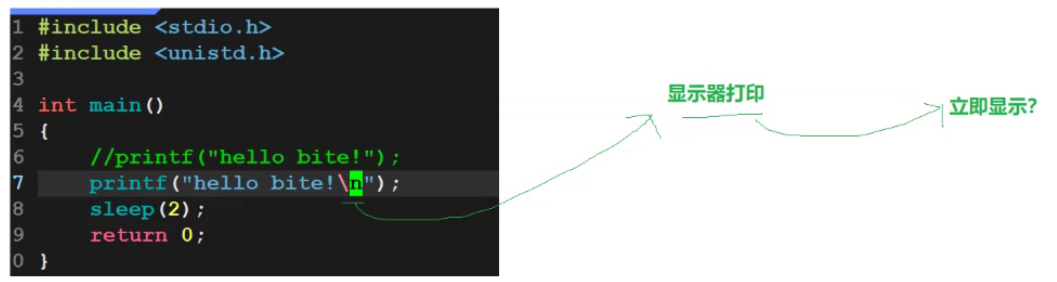 1 #include <stdio.h>
2 #include <unistd.h>
3
4 int main()
5 {
6     //printf("hello bite!");
7     printf("hello bite!\n");
8     sleep(2);
9     return 0;
0 }
显示器打印
立即显示?